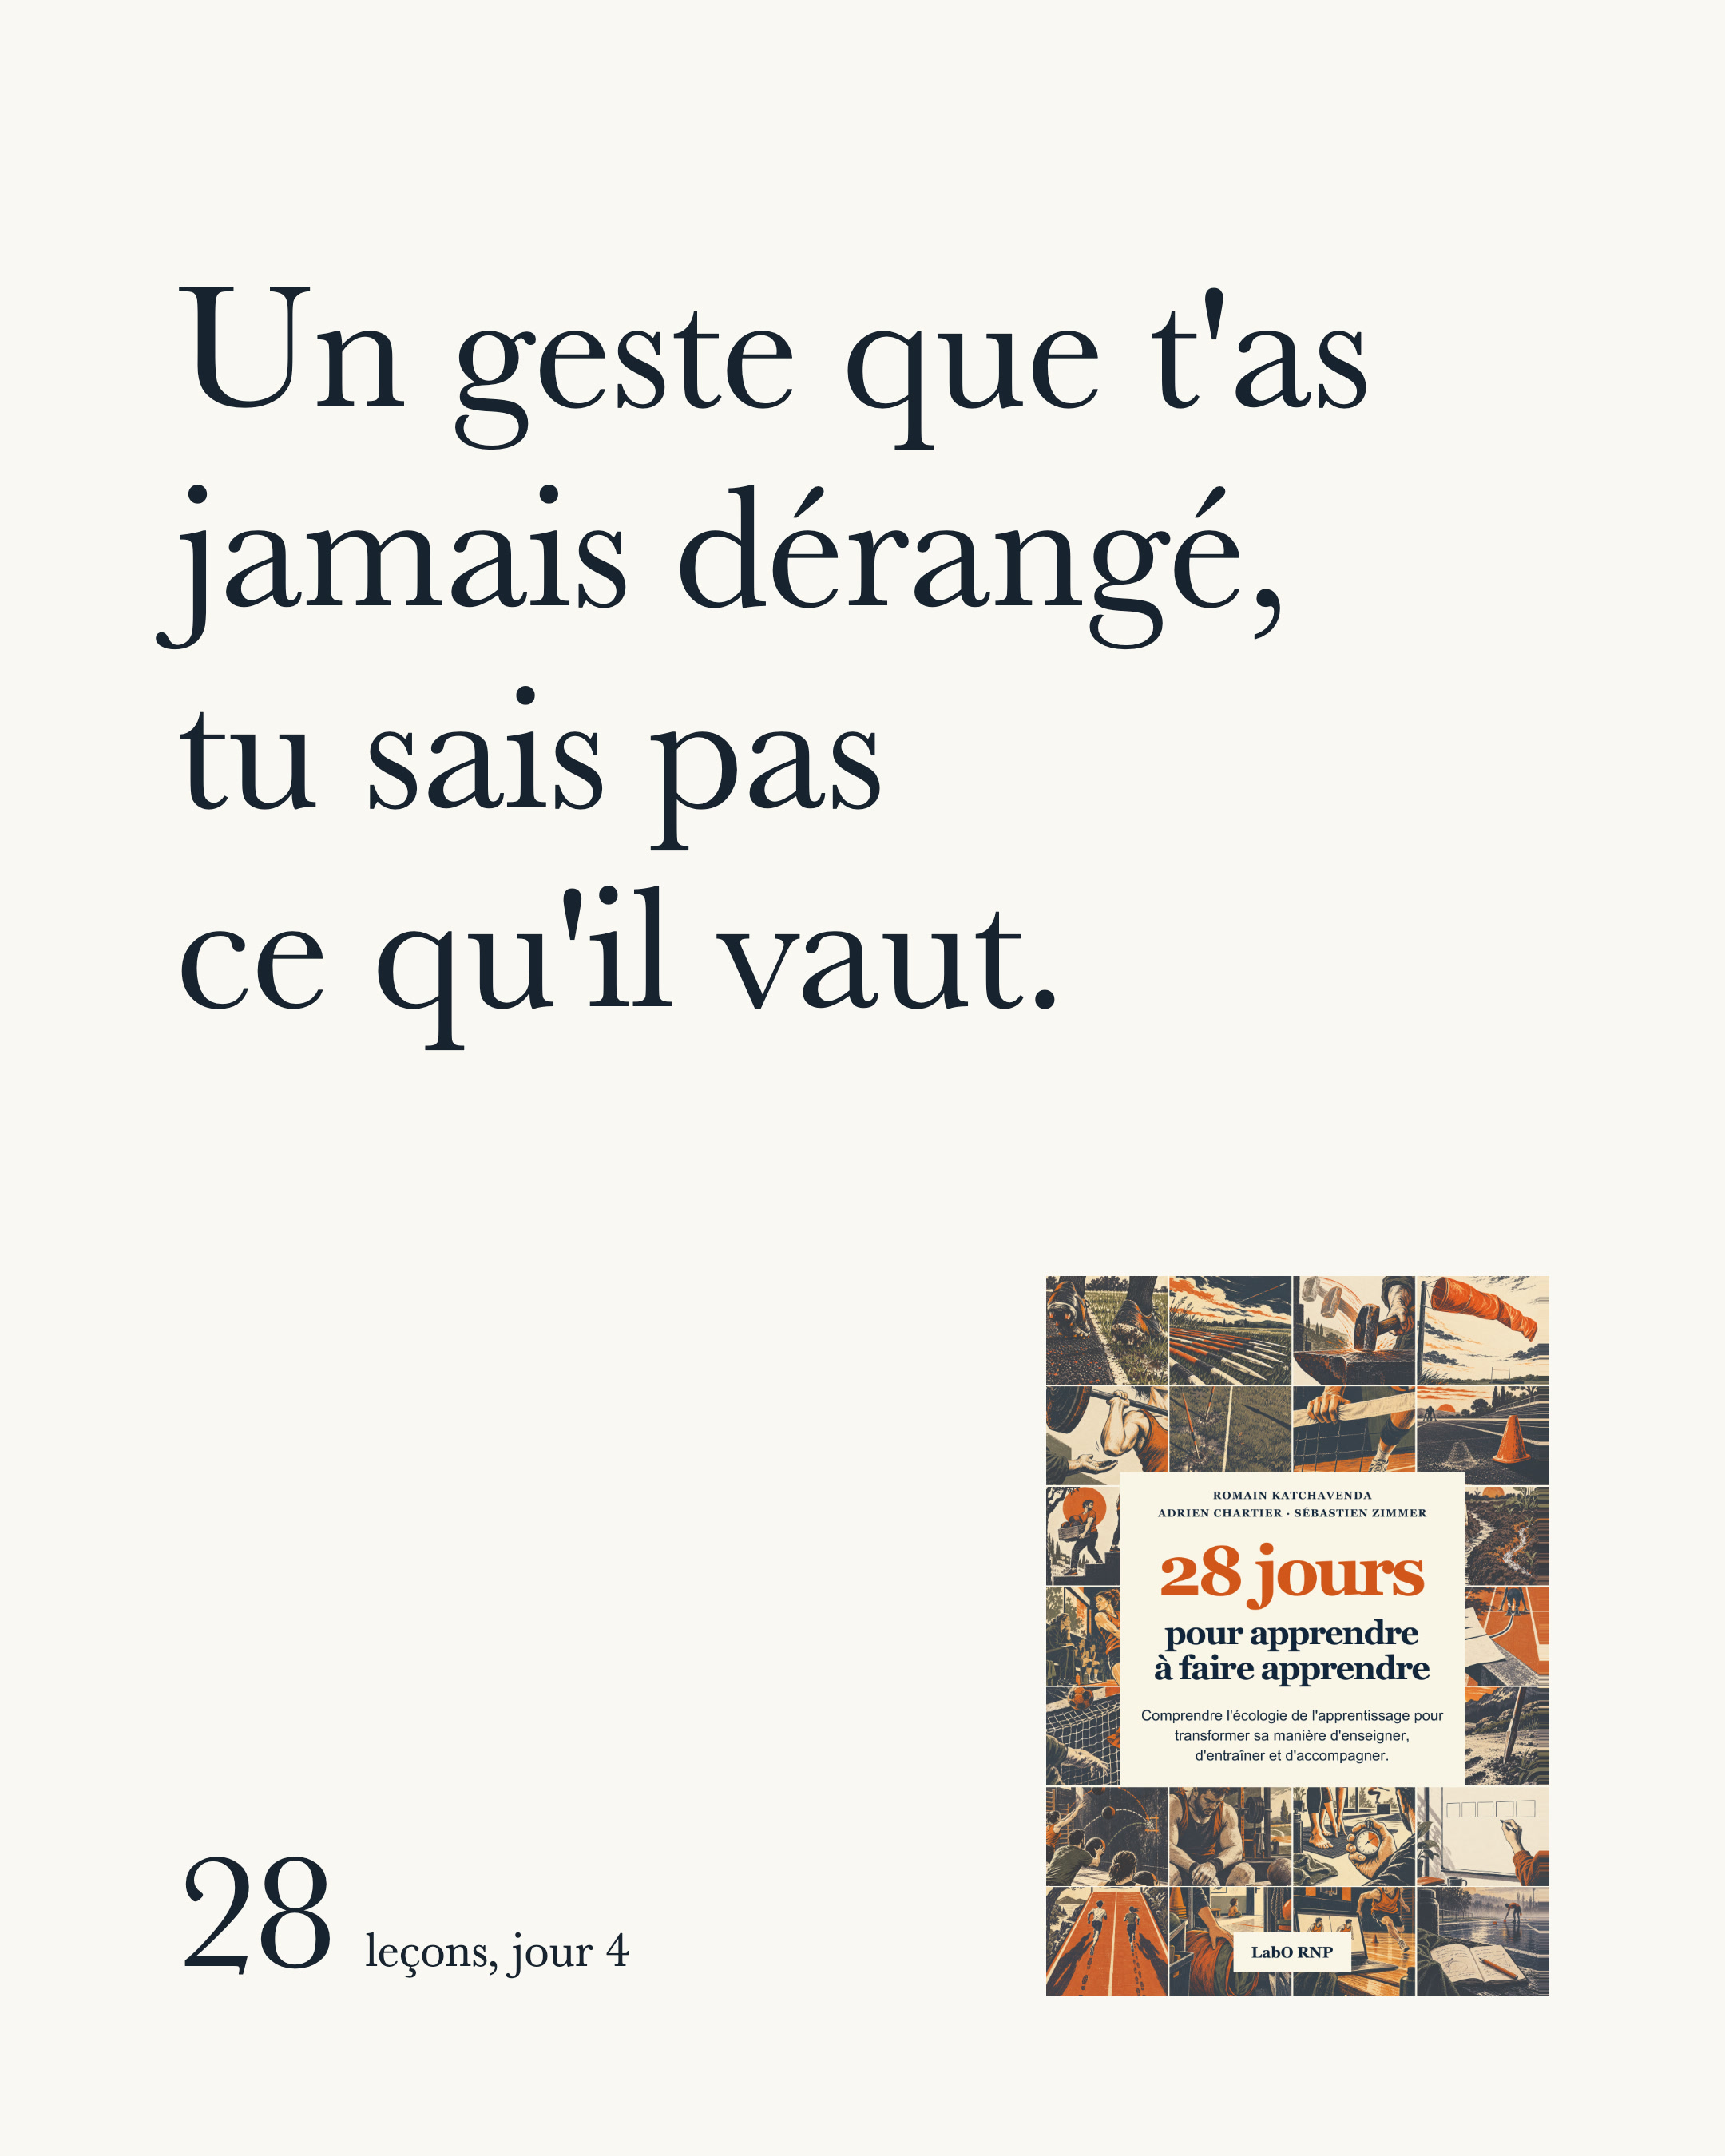 Un geste que t'as
jamais dérangé,
tu sais pas
ce qu'il vaut.
ROMAIN KATCHAVENDA
ADRIEN CHARTIER · SÉBASTIEN ZIMMER
28 jours
pour apprendre
à faire apprendre
Comprendre l'écologie de l'apprentissage pour
transformer sa manière d'enseigner,
d'entraîner et d'accompagner.
LabO RNP
28 leçons, jour 4